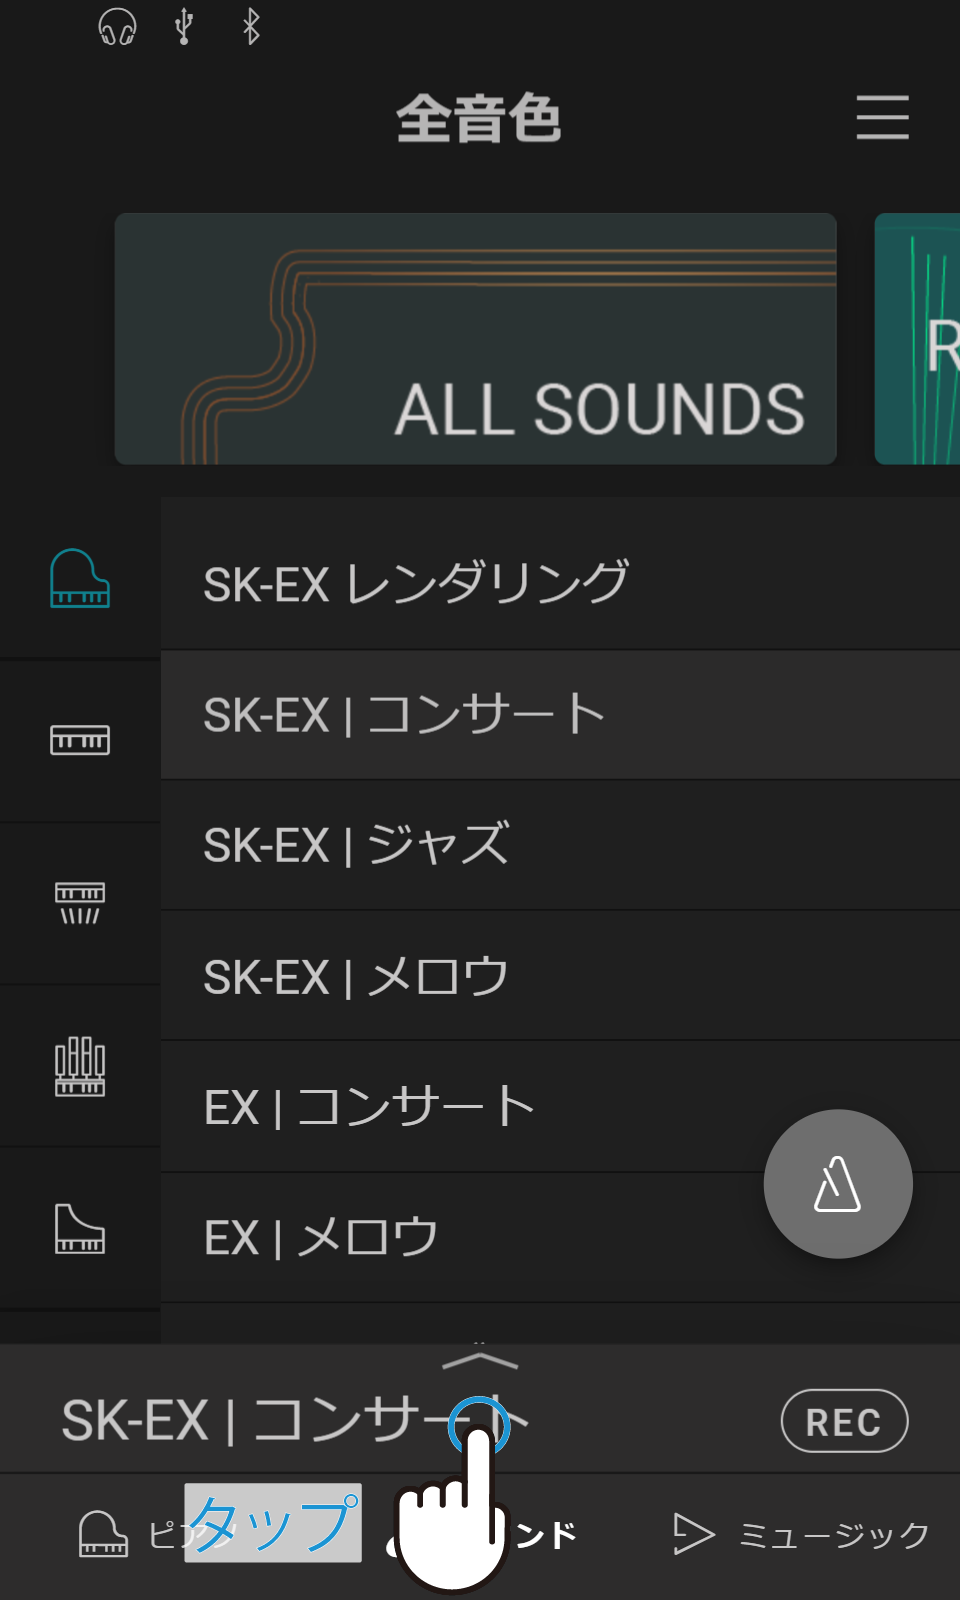 全音色
ALL SOUNDS
R
SK-EX レンダリング
SK-EX | コンサート
SK-EX | ジャズ
SK-EX | メロウ
EX | コンサート
EX | メロウ
SK-EX | コンサート
REC
タップ
ンド
ミュージック